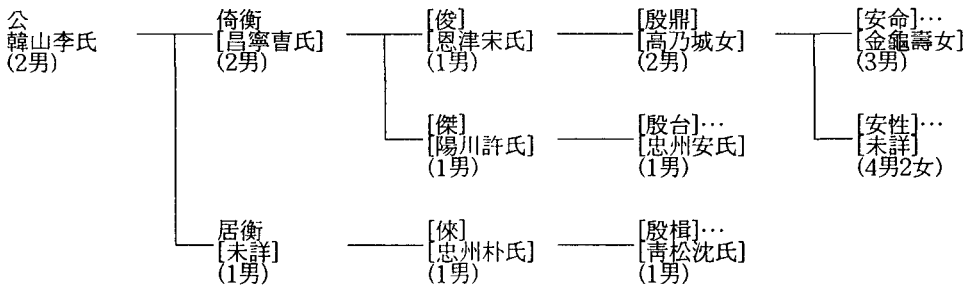 公
韓山李氏
(2男)
倚衡
[昌寧曺氏]
(2男)
[俊]
[恩津宋氏]
(1男)
[殷鼎]
[高乃城女]
(2男)
[安命]…
[金龜壽女]
(3男)
[傑]
[陽川許氏]
(1男)
[殷台]…
[忠州安氏]
(1男)
[安性]…
[未詳]
(4男2女)
居衡
[未詳]
(1男)
[倈]
[忠州朴氏]
(1男)
[殷楫]…
[靑松沈氏]
(1男)